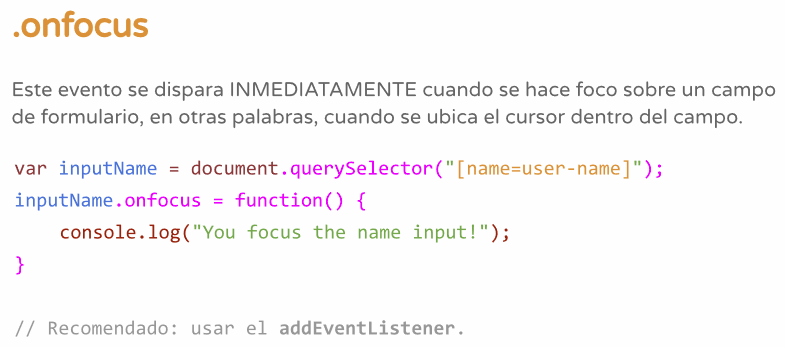 .onfocus
Este evento se dispara INMEDIATAMENTE cuando se hace foco sobre un campo
de formulario, en otras palabras, cuando se ubica el cursor dentro del campo.
var inputName = document.querySelector("[name=user-name]");
inputName.onfocus = function() {
    console.log("You focus the name input!");
}
// Recomendado: usar el addEventListener.